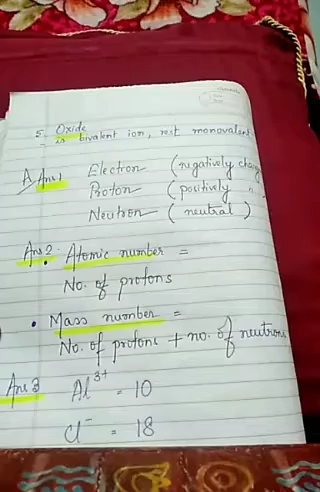 5. Oxide
is bivalent ion, rest monovalent
A Ans1 Electron (negatively charg
Proton (positively "
Neutron (neutral)
Ans2. Atomic number =
No. of protons
• Mass number =
No. of protons + no. of neutrons
Ans3 Al³⁺ = 10
Cl⁻ = 18